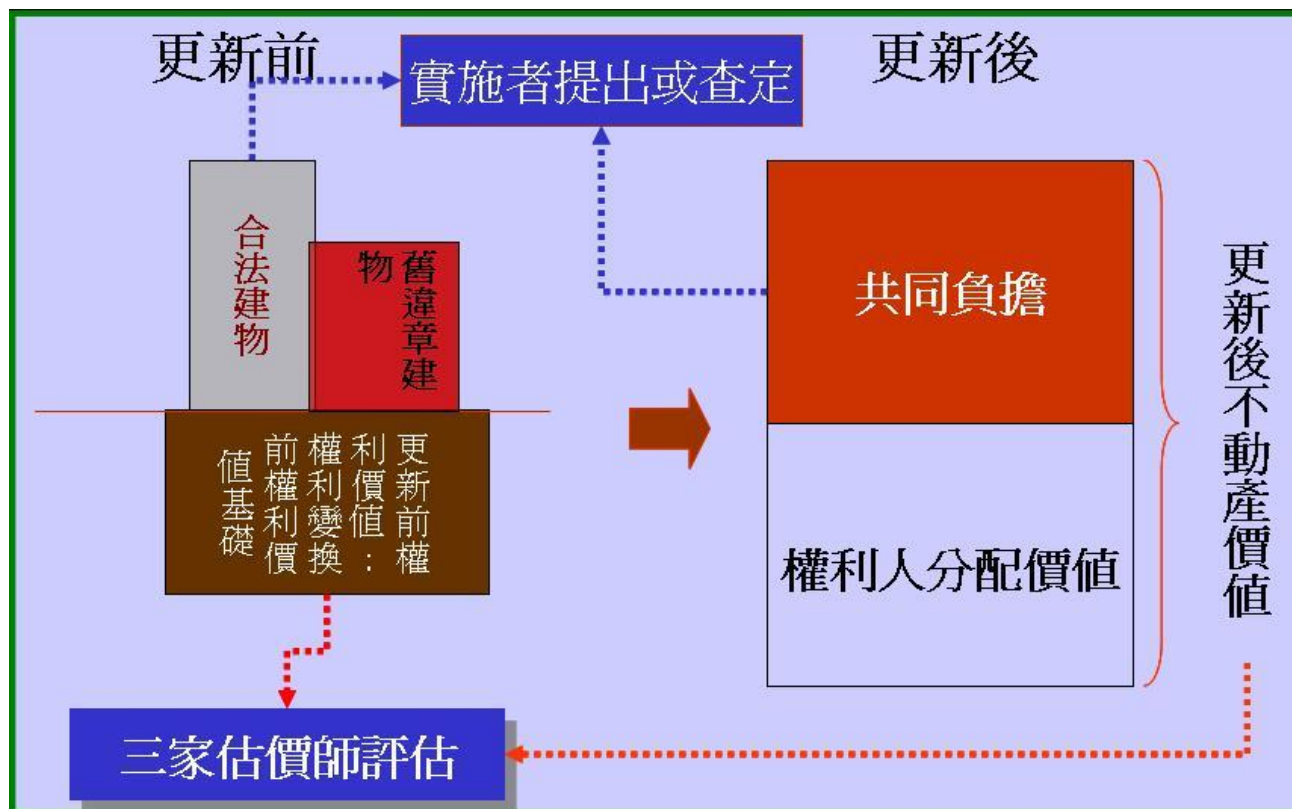 更新前
實施者提出或查定
更新後
合法建物
舊違章建
物
更新前權
利價值：
權利變換
前權利價
值基礎
共同負擔
權利人分配價值
更新後不動產價值
三家估價師評估